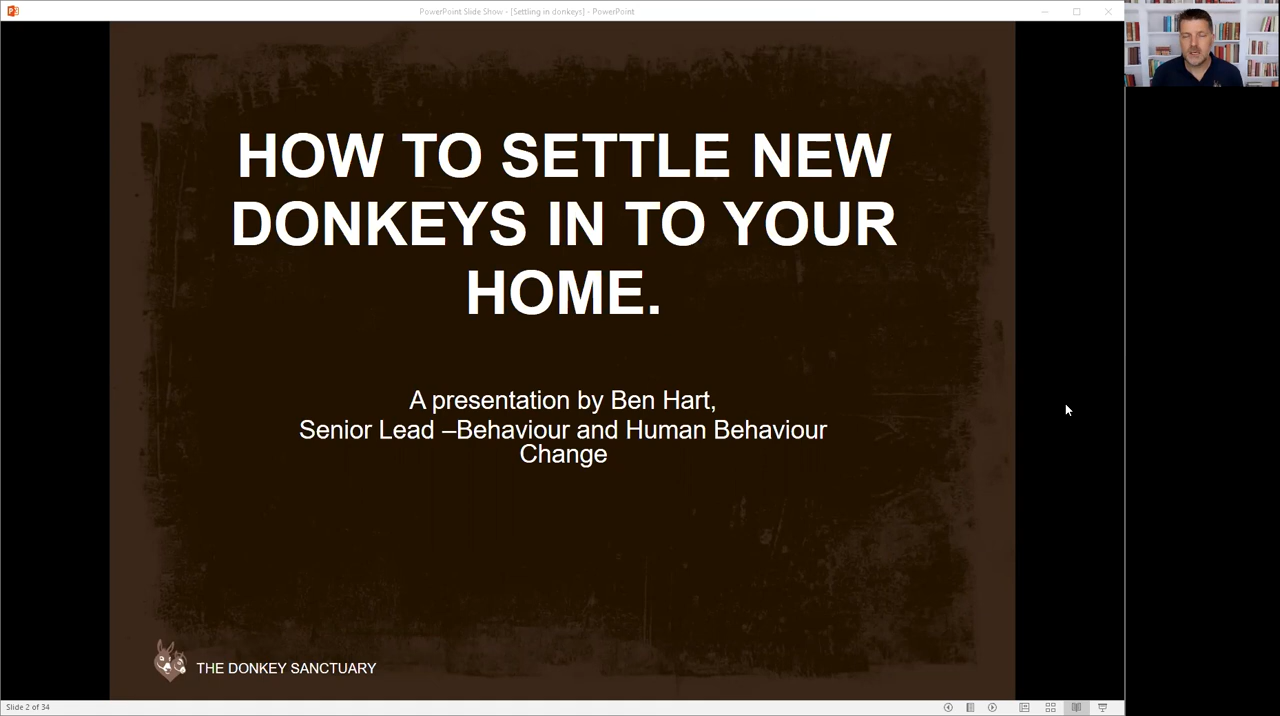 PowerPoint Slide Show - [Settling in donkeys] - PowerPoint
HOW TO SETTLE NEW
DONKEYS IN TO YOUR
HOME.
A presentation by Ben Hart,
Senior Lead –Behaviour and Human Behaviour
Change
THE DONKEY SANCTUARY
Slide 2 of 34